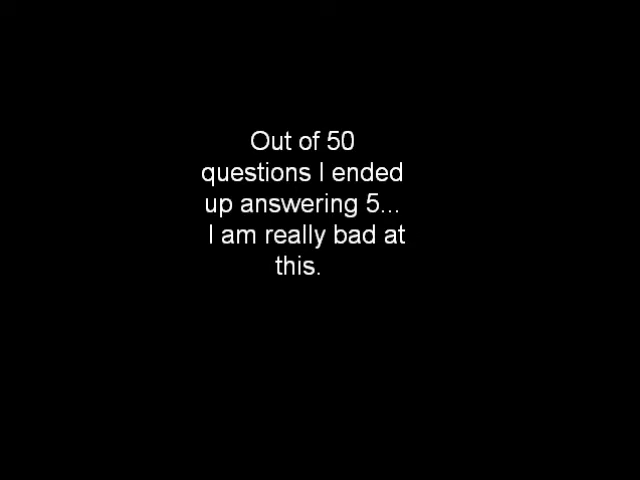 Out of 50
questions I ended
up answering 5...
I am really bad at
this.